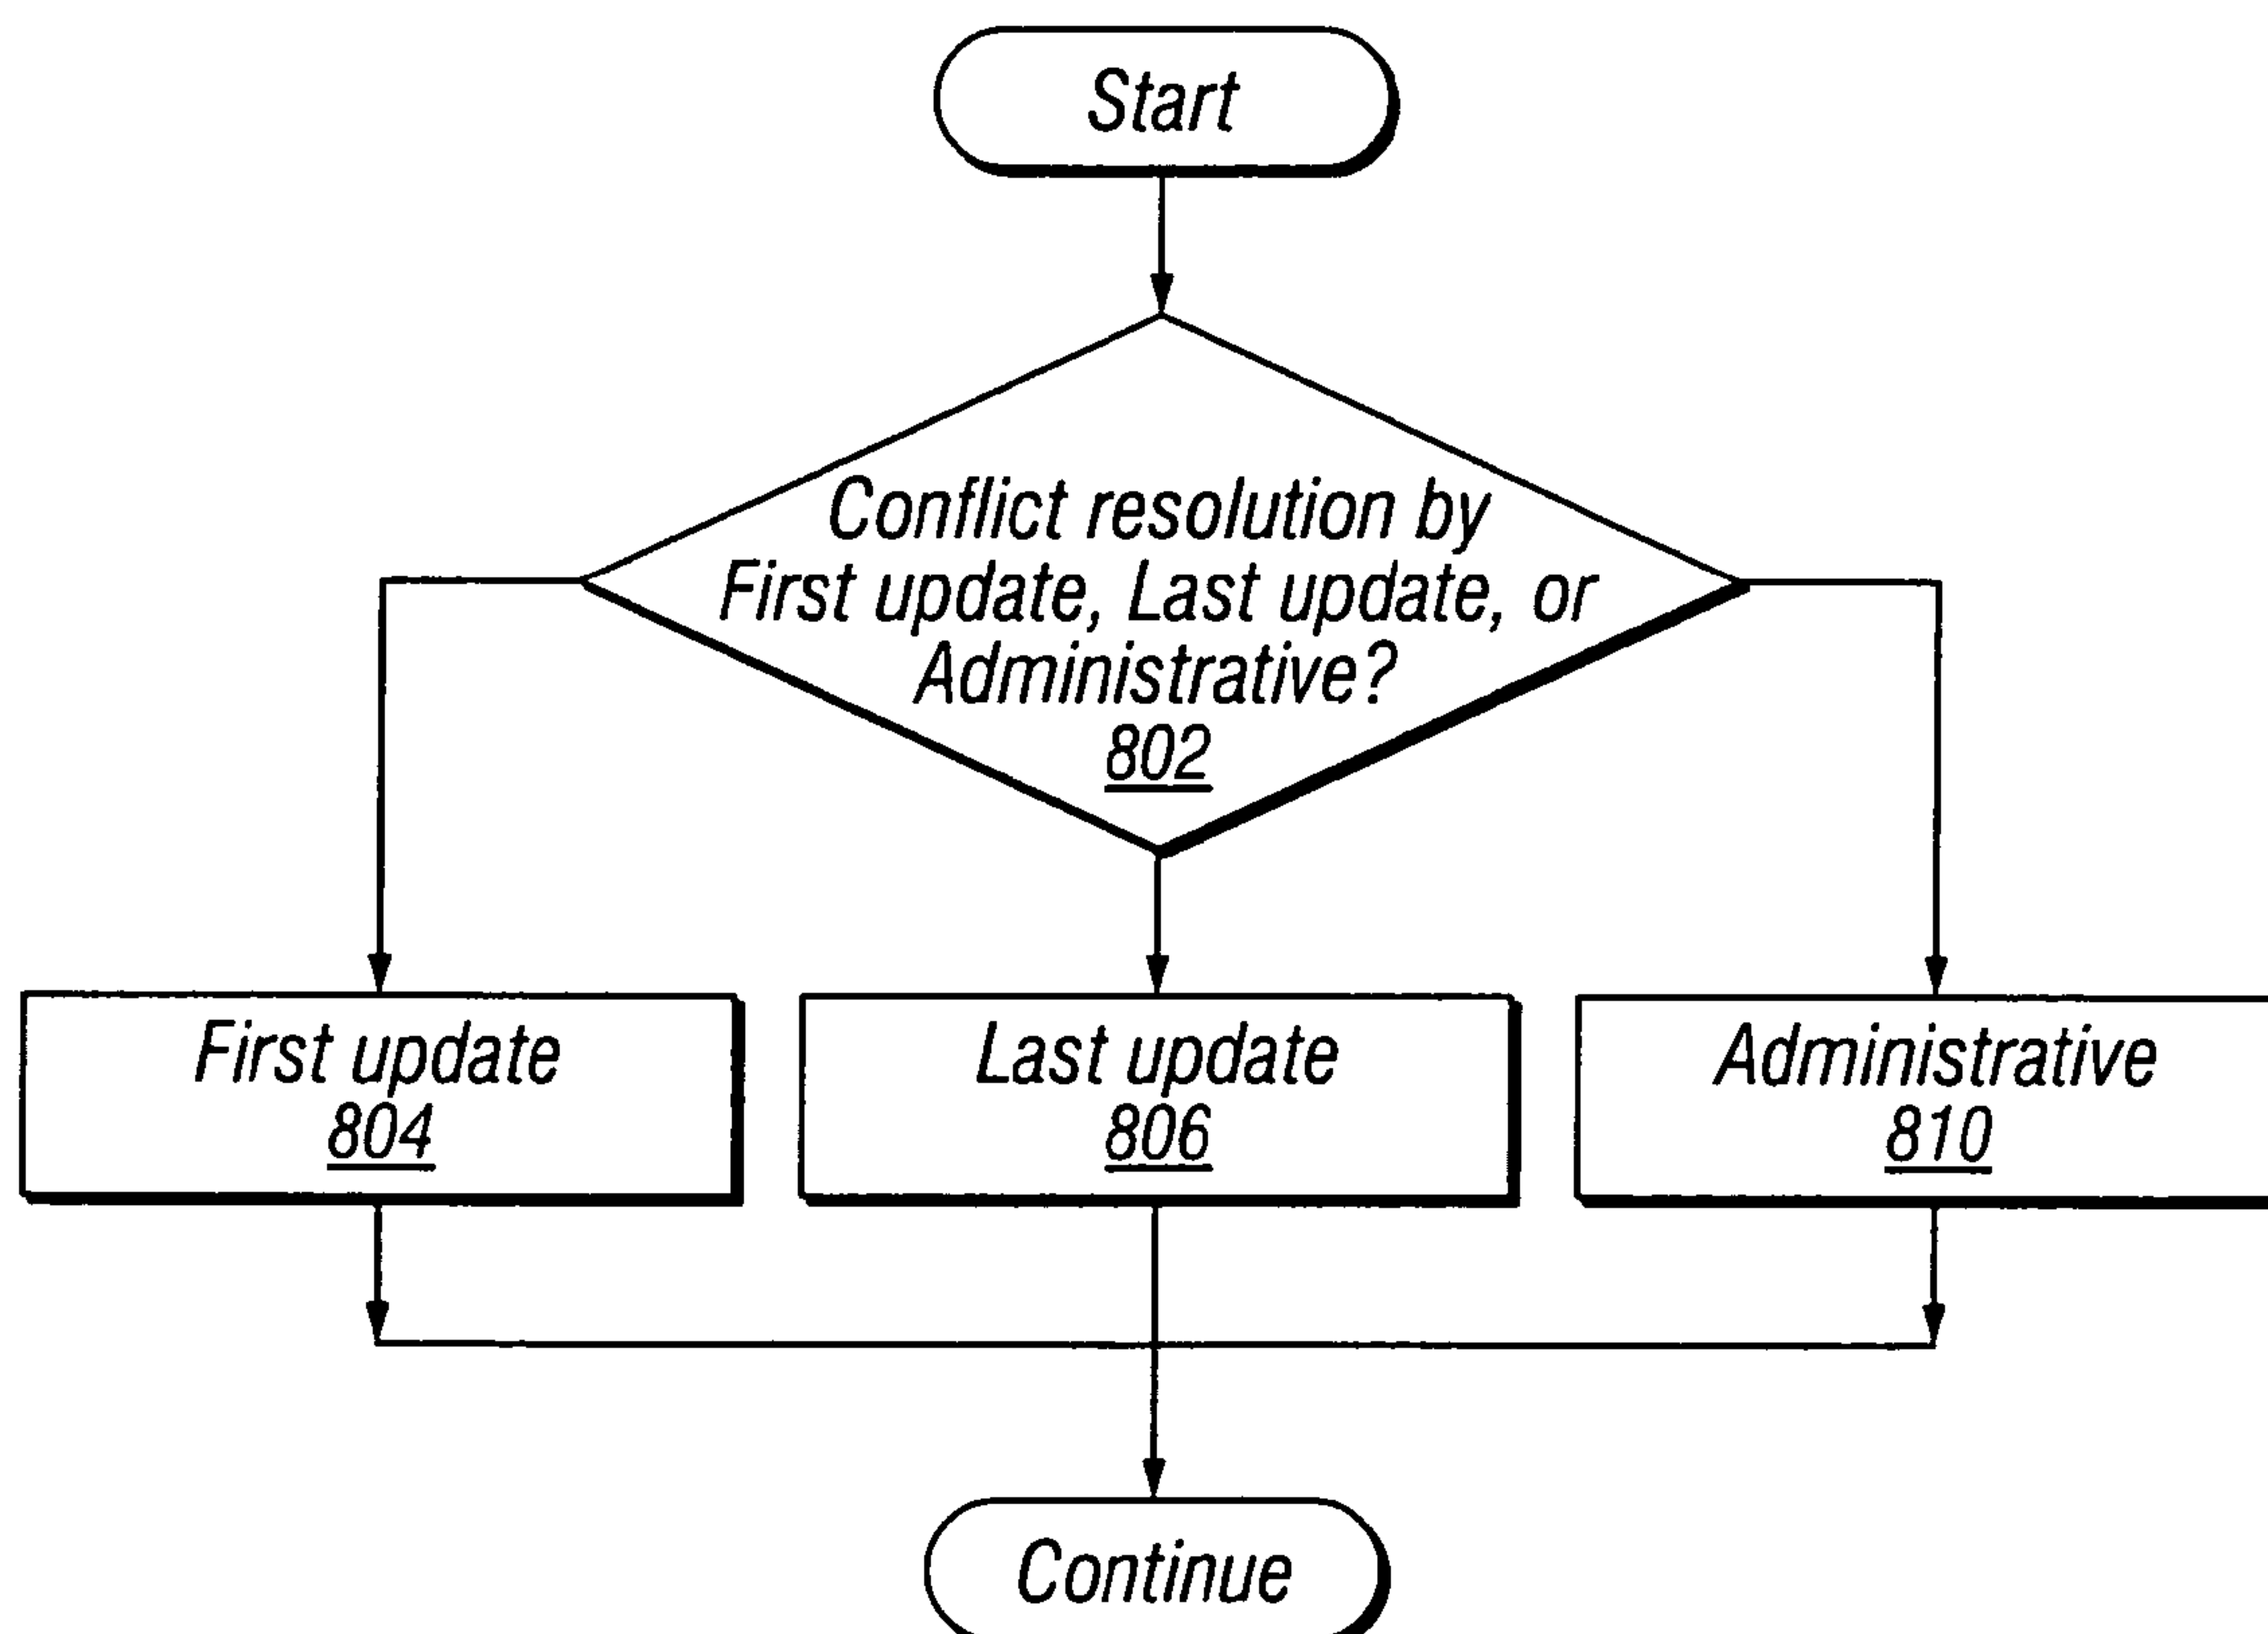 Start
Conflict resolution by
First update, Last update, or
Administrative?
802
First update
804
Last update
806
Administrative
810
Continue